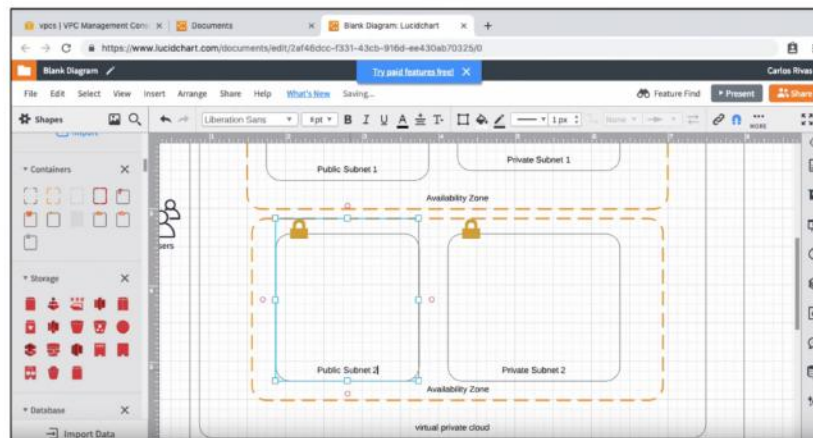 vpcs | VPC Management Cons
Documents
Blank Diagram: Lucidchart
https://www.lucidchart.com/documents/edit/2af46dcc-f331-43cb-916d-ee430ab70325/0
Blank Diagram
Try paid features free!
Carlos Rivas
File Edit Select View Insert Arrange Share Help What's New Saving...
Feature Find
Present
Share
Shapes
Liberation Sans
1 px
None
MORE
Import
Containers
Public Subnet 1
Private Subnet 1
Availability Zone
sers
Storage
Public Subnet 2
Private Subnet 2
Availability Zone
Database
Import Data
virtual private cloud